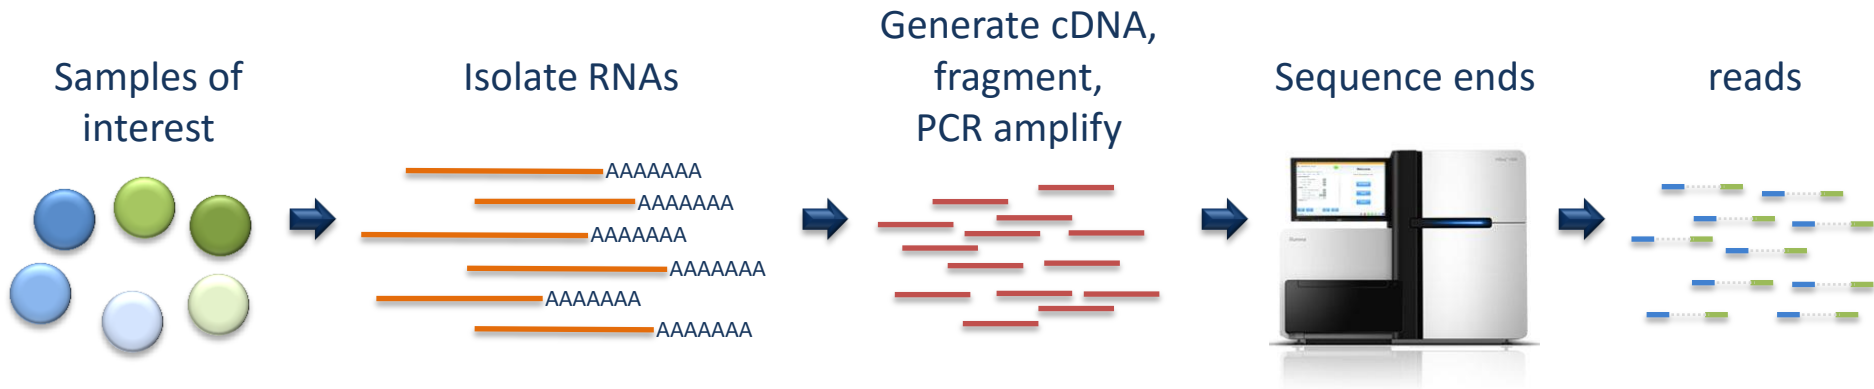 Samples of
interest
Isolate RNAs
AAAAAAA
AAAAAAA
AAAAAAA
AAAAAAA
AAAAAAA
AAAAAAA
Generate cDNA,
fragment,
PCR amplify
Sequence ends
reads